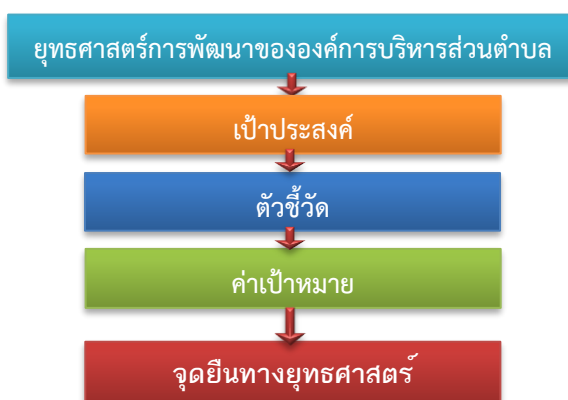 ยุทธศาสตร์การพัฒนาขององค์การบริหารส่วนตำบล
เป้าประสงค์
ตัวชี้วัด
ค่าเป้าหมาย
จุดยืนทางยุทธศาสตร์